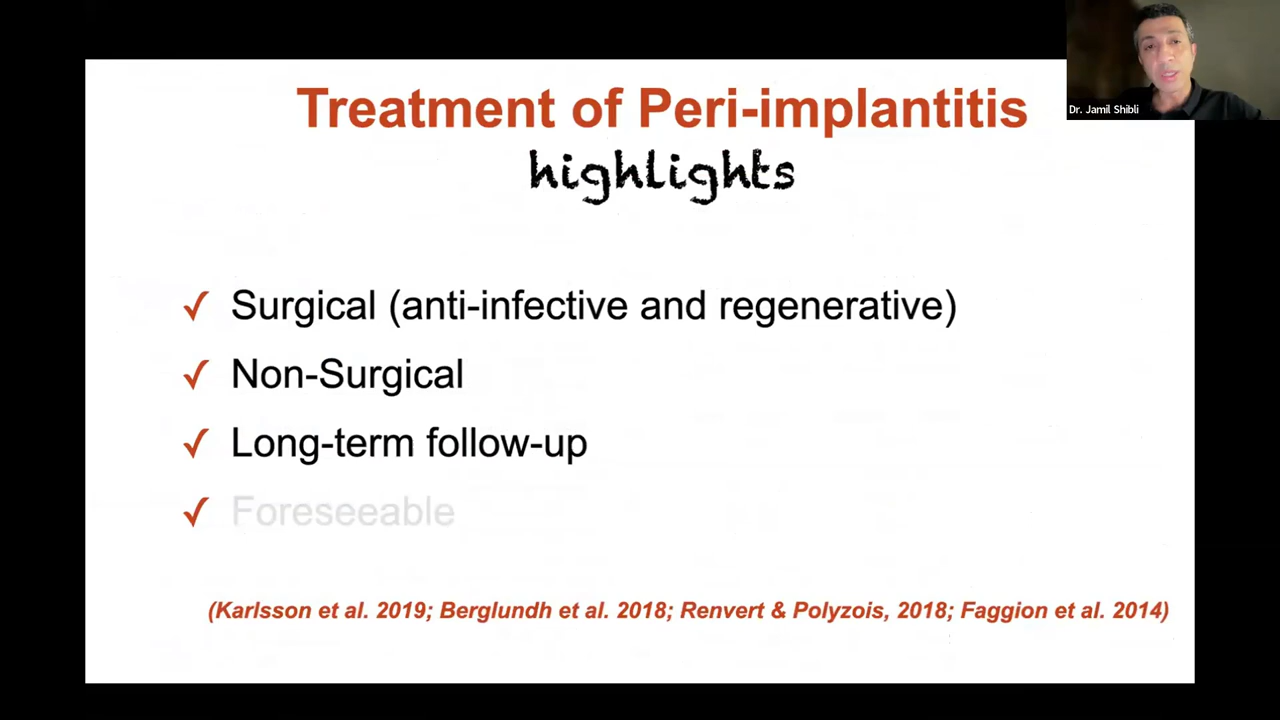 Treatment of Peri-implantitis
highlights
Dr. Jamil Shibli
✓ Surgical (anti-infective and regenerative)
✓ Non-Surgical
✓ Long-term follow-up
✓ Foreseeable
(Karlsson et al. 2019; Berglundh et al. 2018; Renvert & Polyzois, 2018; Faggion et al. 2014)